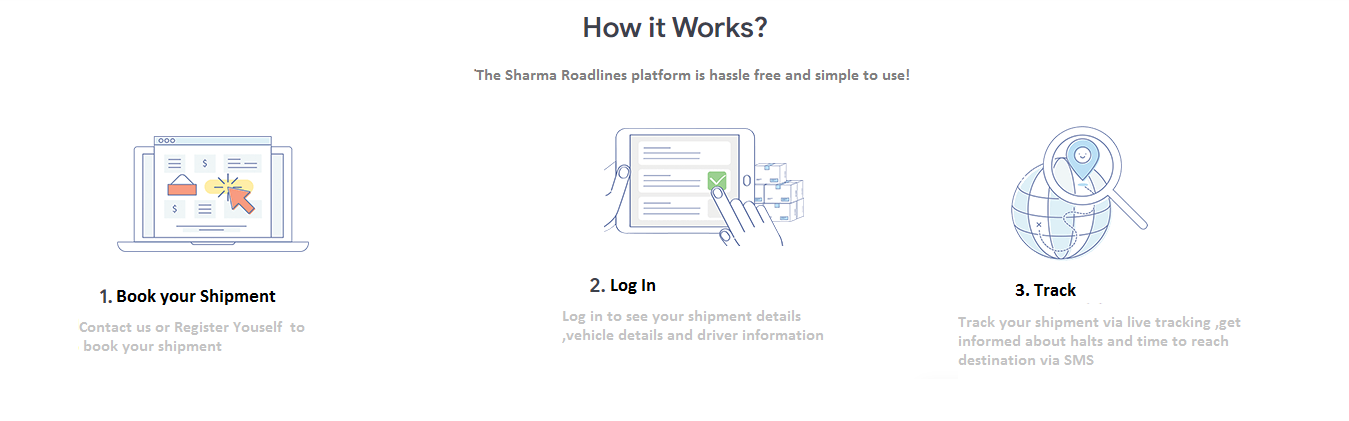 How it Works?
The Sharma Roadlines platform is hassle free and simple to use!
$
$
1. Book your Shipment
Contact us or Register Youself to
book your shipment
2. Log In
Log in to see your shipment details
,vehicle details and driver information
3. Track
Track your shipment via live tracking ,get
informed about halts and time to reach
destination via SMS